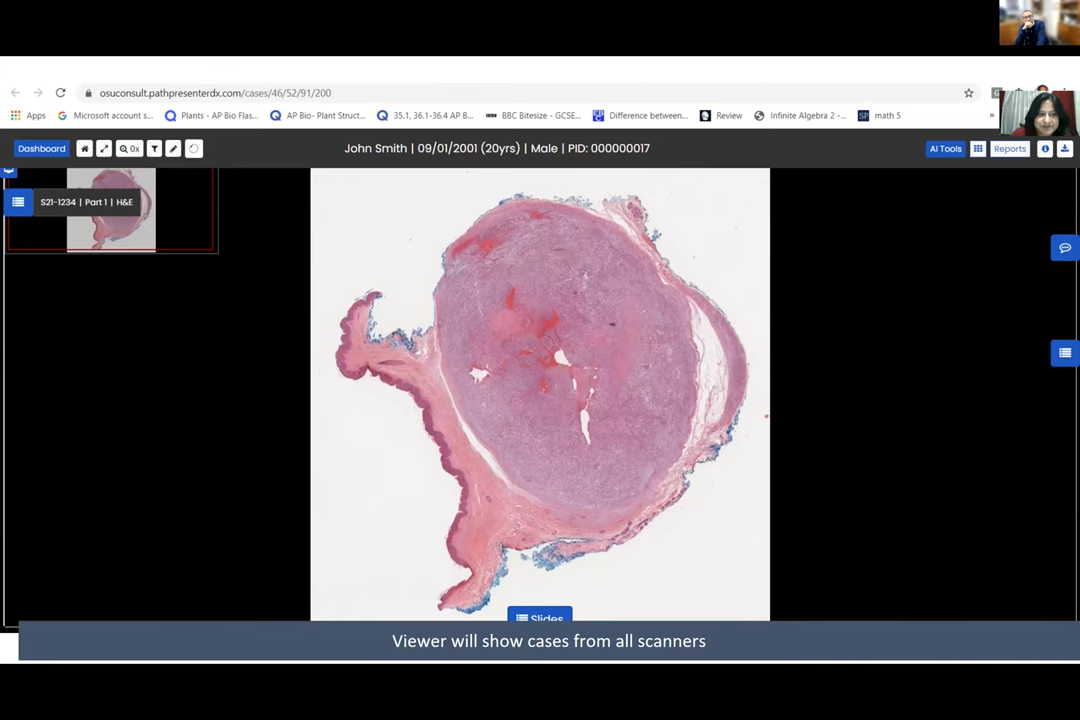 osuconsult.pathpresenterdx.com/cases/46/52/91/200
Apps Microsoft account s... Plants - AP Bio Flas... AP Bio- Plant Struct... 35.1, 36.1-36.4 AP B... BBC Bitesize - GCSE... Difference between... Review Infinite Algebra 2 -... SP math 5 »
Dashboard 0x John Smith | 09/01/2001 (20yrs) | Male | PID: 000000017 AI Tools Reports
S21-1234 | Part 1 | H&E
Slides
Viewer will show cases from all scanners